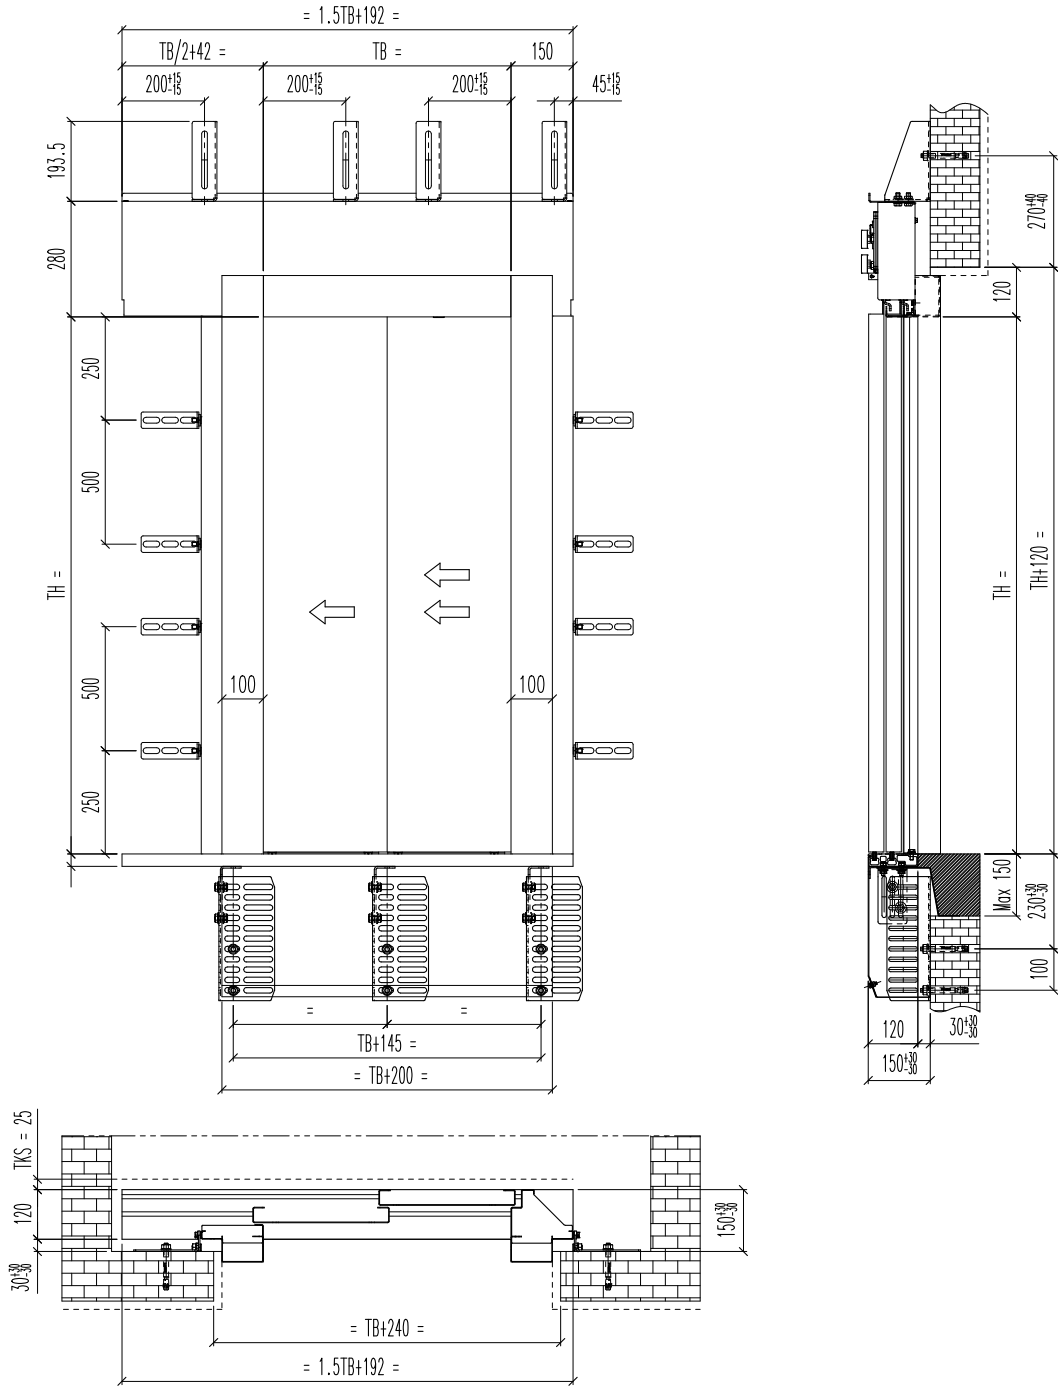 = 1.5TB+192 =
TB/2+42 =
TB =
150
200+15-15
200+15-15
200+15-15
45+15-15
193.5
280
250
500
TH =
500
250
100
100
=
=
TB+145 =
= TB+200 =
270+40-40
120
TH =
TH+120 =
Max 150
230+30-30
100
120
30+30-30
150+30-30
TKS = 25
120
30+30-30
150+30-30
= TB+240 =
= 1.5TB+192 =